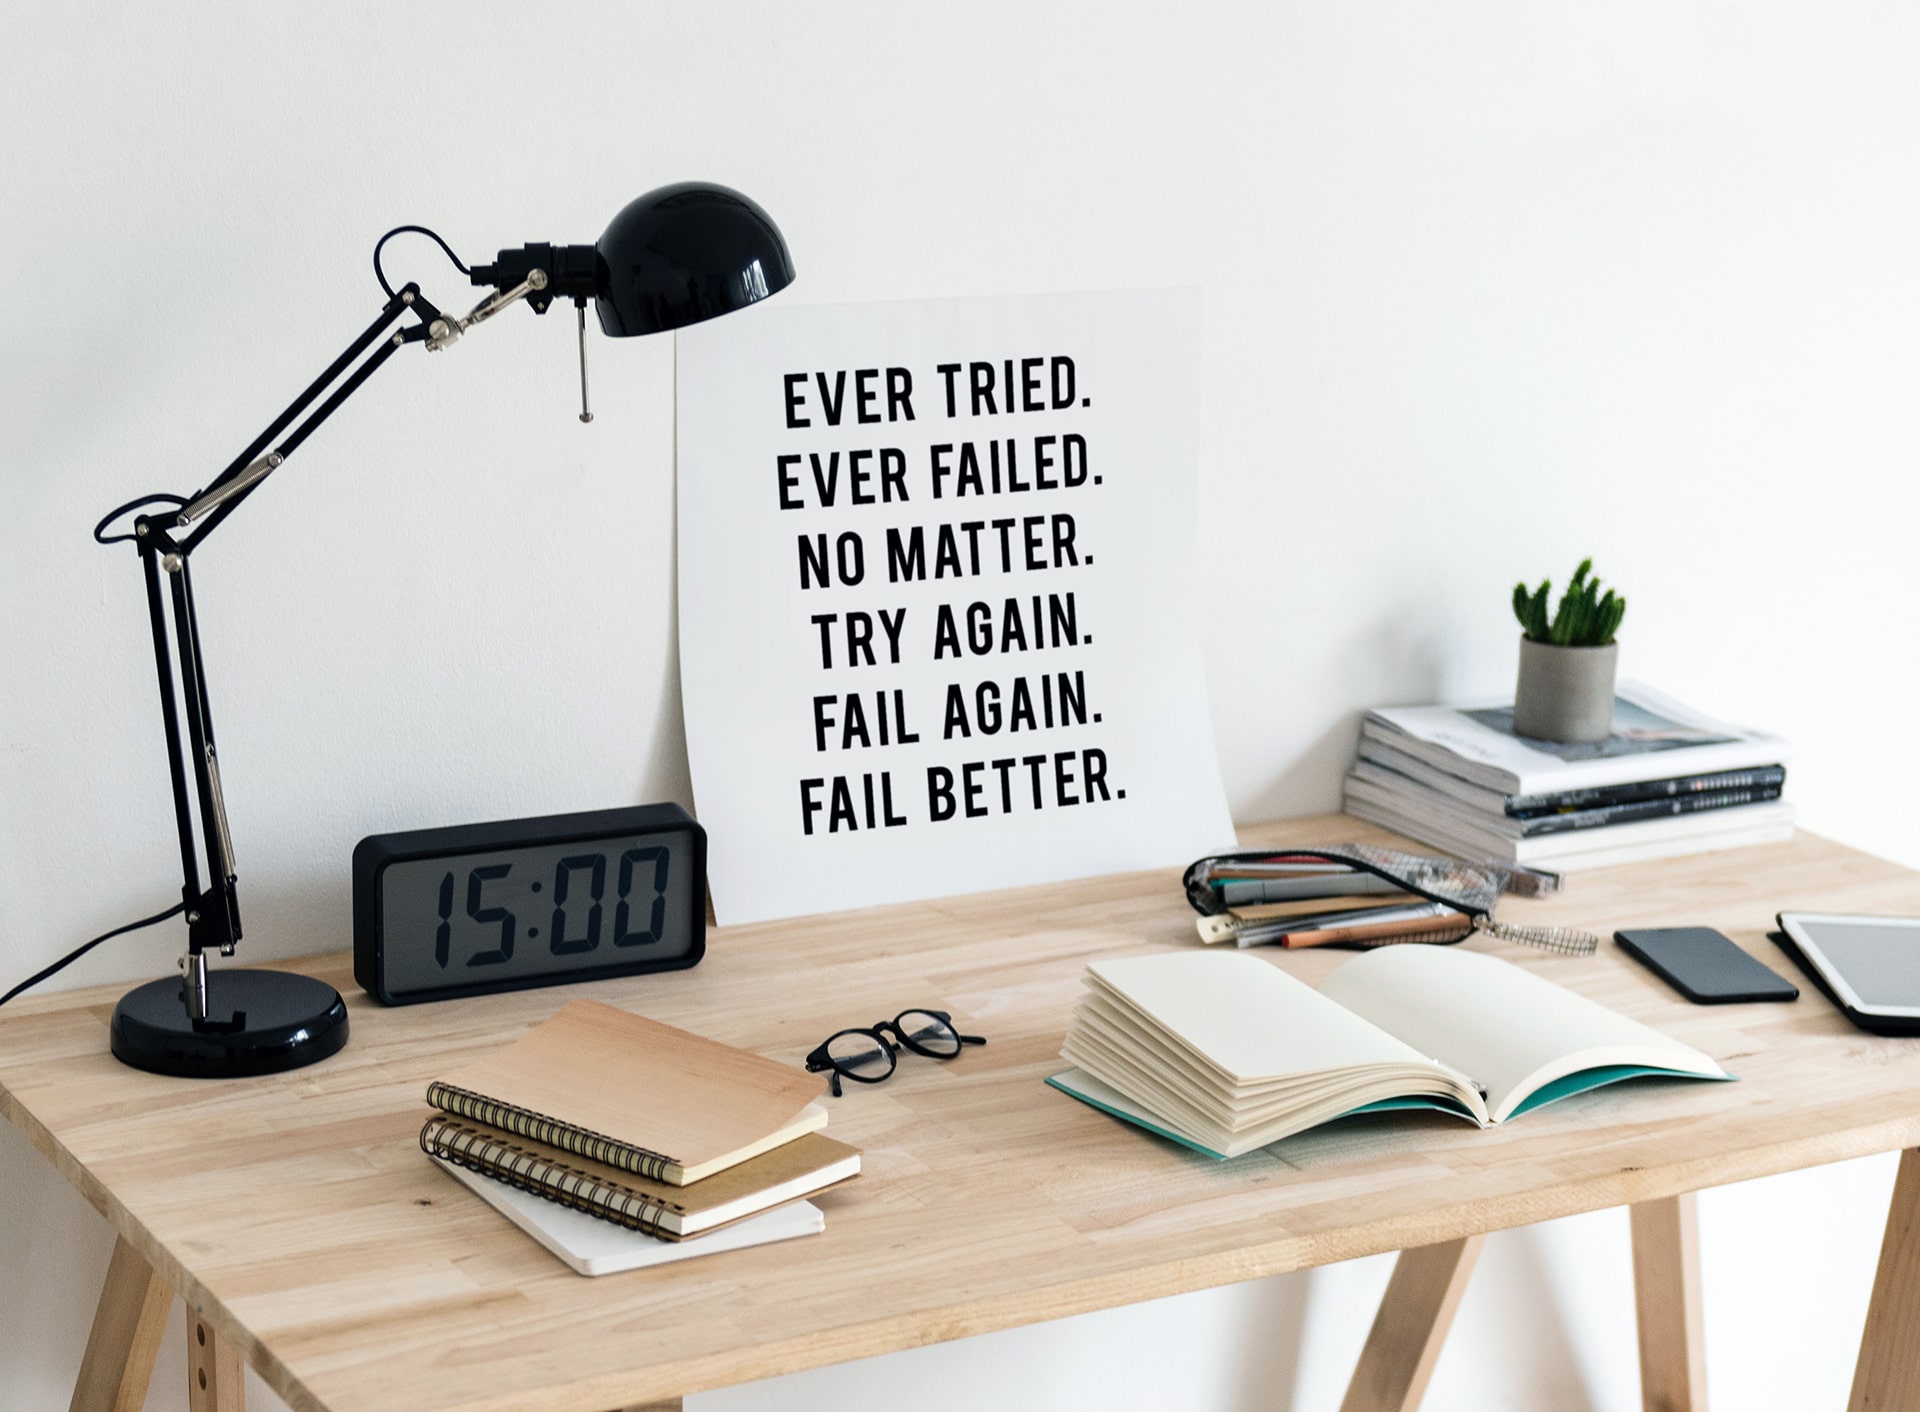 EVER TRIED.
EVER FAILED.
NO MATTER.
TRY AGAIN.
FAIL AGAIN.
FAIL BETTER.
15:00